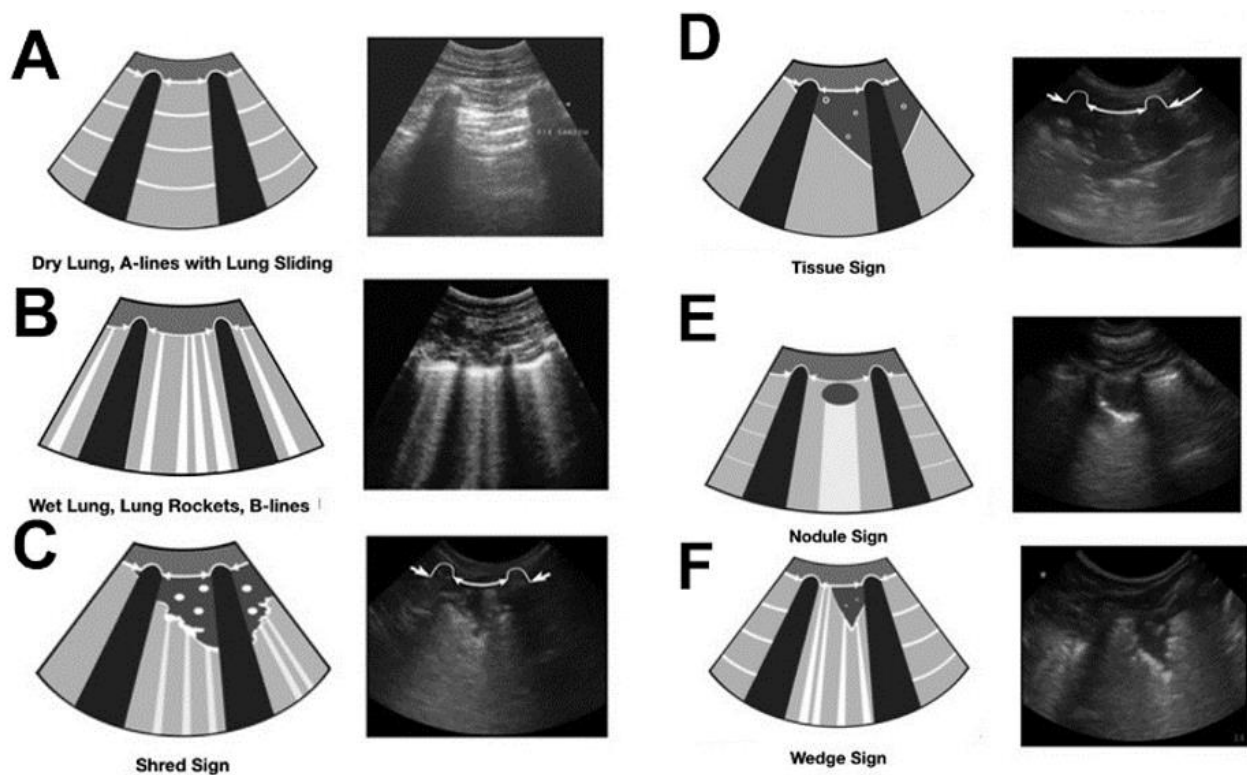 A
Dry Lung, A-lines with Lung Sliding
B
Wet Lung, Lung Rockets, B-lines
C
Shred Sign
D
Tissue Sign
E
Nodule Sign
F
Wedge Sign